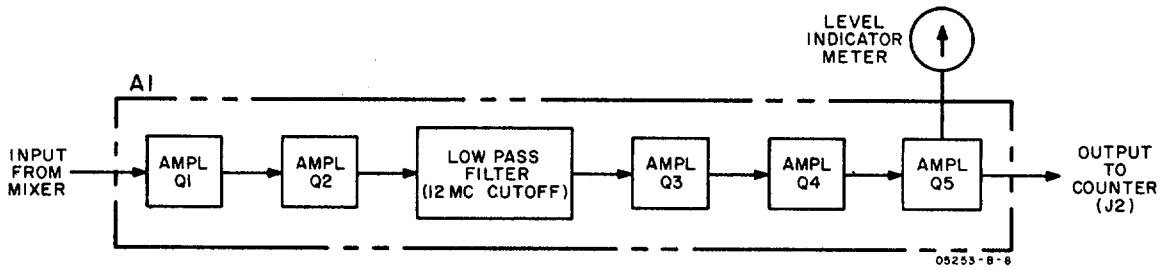 LEVEL
INDICATOR
METER
A1
INPUT
FROM
MIXER
AMPL
Q1
AMPL
Q2
LOW PASS
FILTER
(12 MC CUTOFF)
AMPL
Q3
AMPL
Q4
AMPL
Q5
OUTPUT
TO
COUNTER
(J2)
05253-B-8